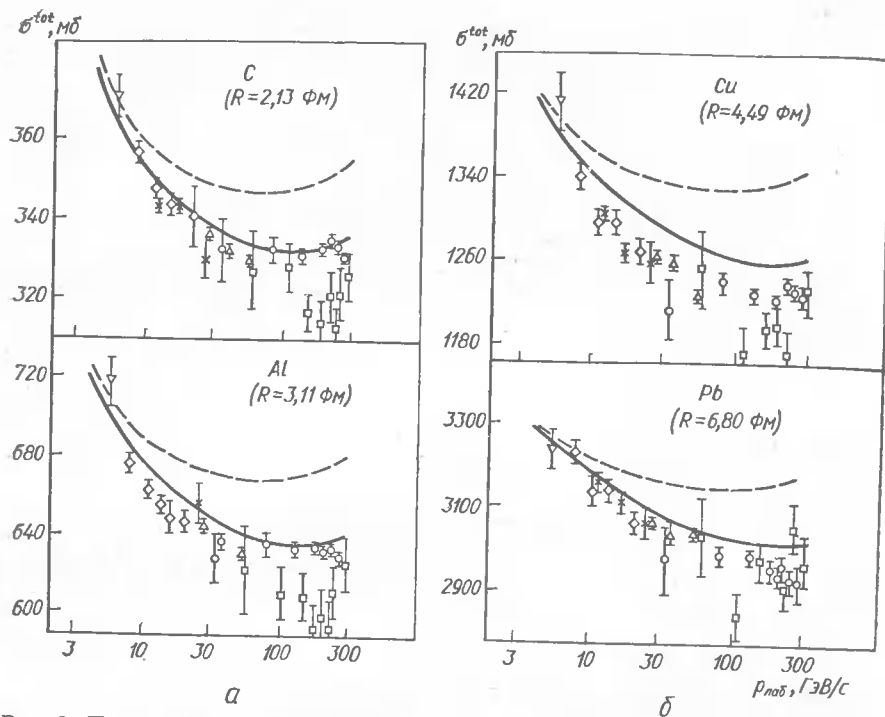 σ^tot, мб
C
(R=2,13 Фм)
360
340
320
Al
(R=3,11 Фм)
720
680
640
600
3 10 30 100 300
а
σ^tot, мб
Cu
(R=4,49 Фм)
1420
1340
1260
1180
Pb
(R=6,80 Фм)
3300
3100
2900
3 10 30 100 300
p_лаб, ГэВ/с
б